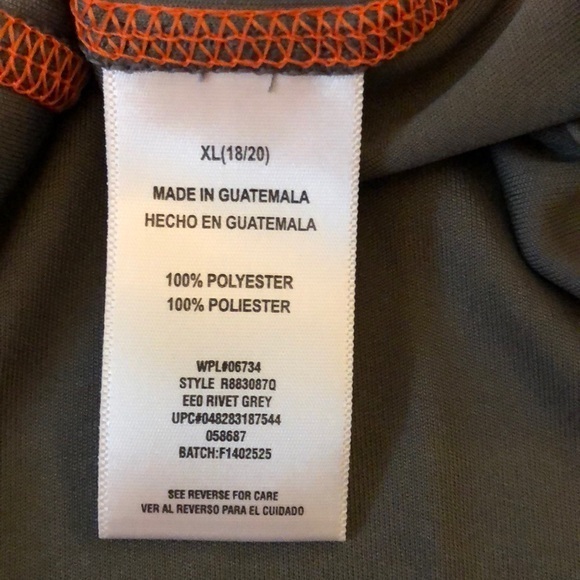 XL(18/20)
MADE IN GUATEMALA
HECHO EN GUATEMALA
100% POLYESTER
100% POLIESTER
WPL#06734
STYLE R883087Q
EE0 RIVET GREY
UPC#048283187544
058687
BATCH:F1402525
SEE REVERSE FOR CARE
VER AL REVERSO PARA EL CUIDADO